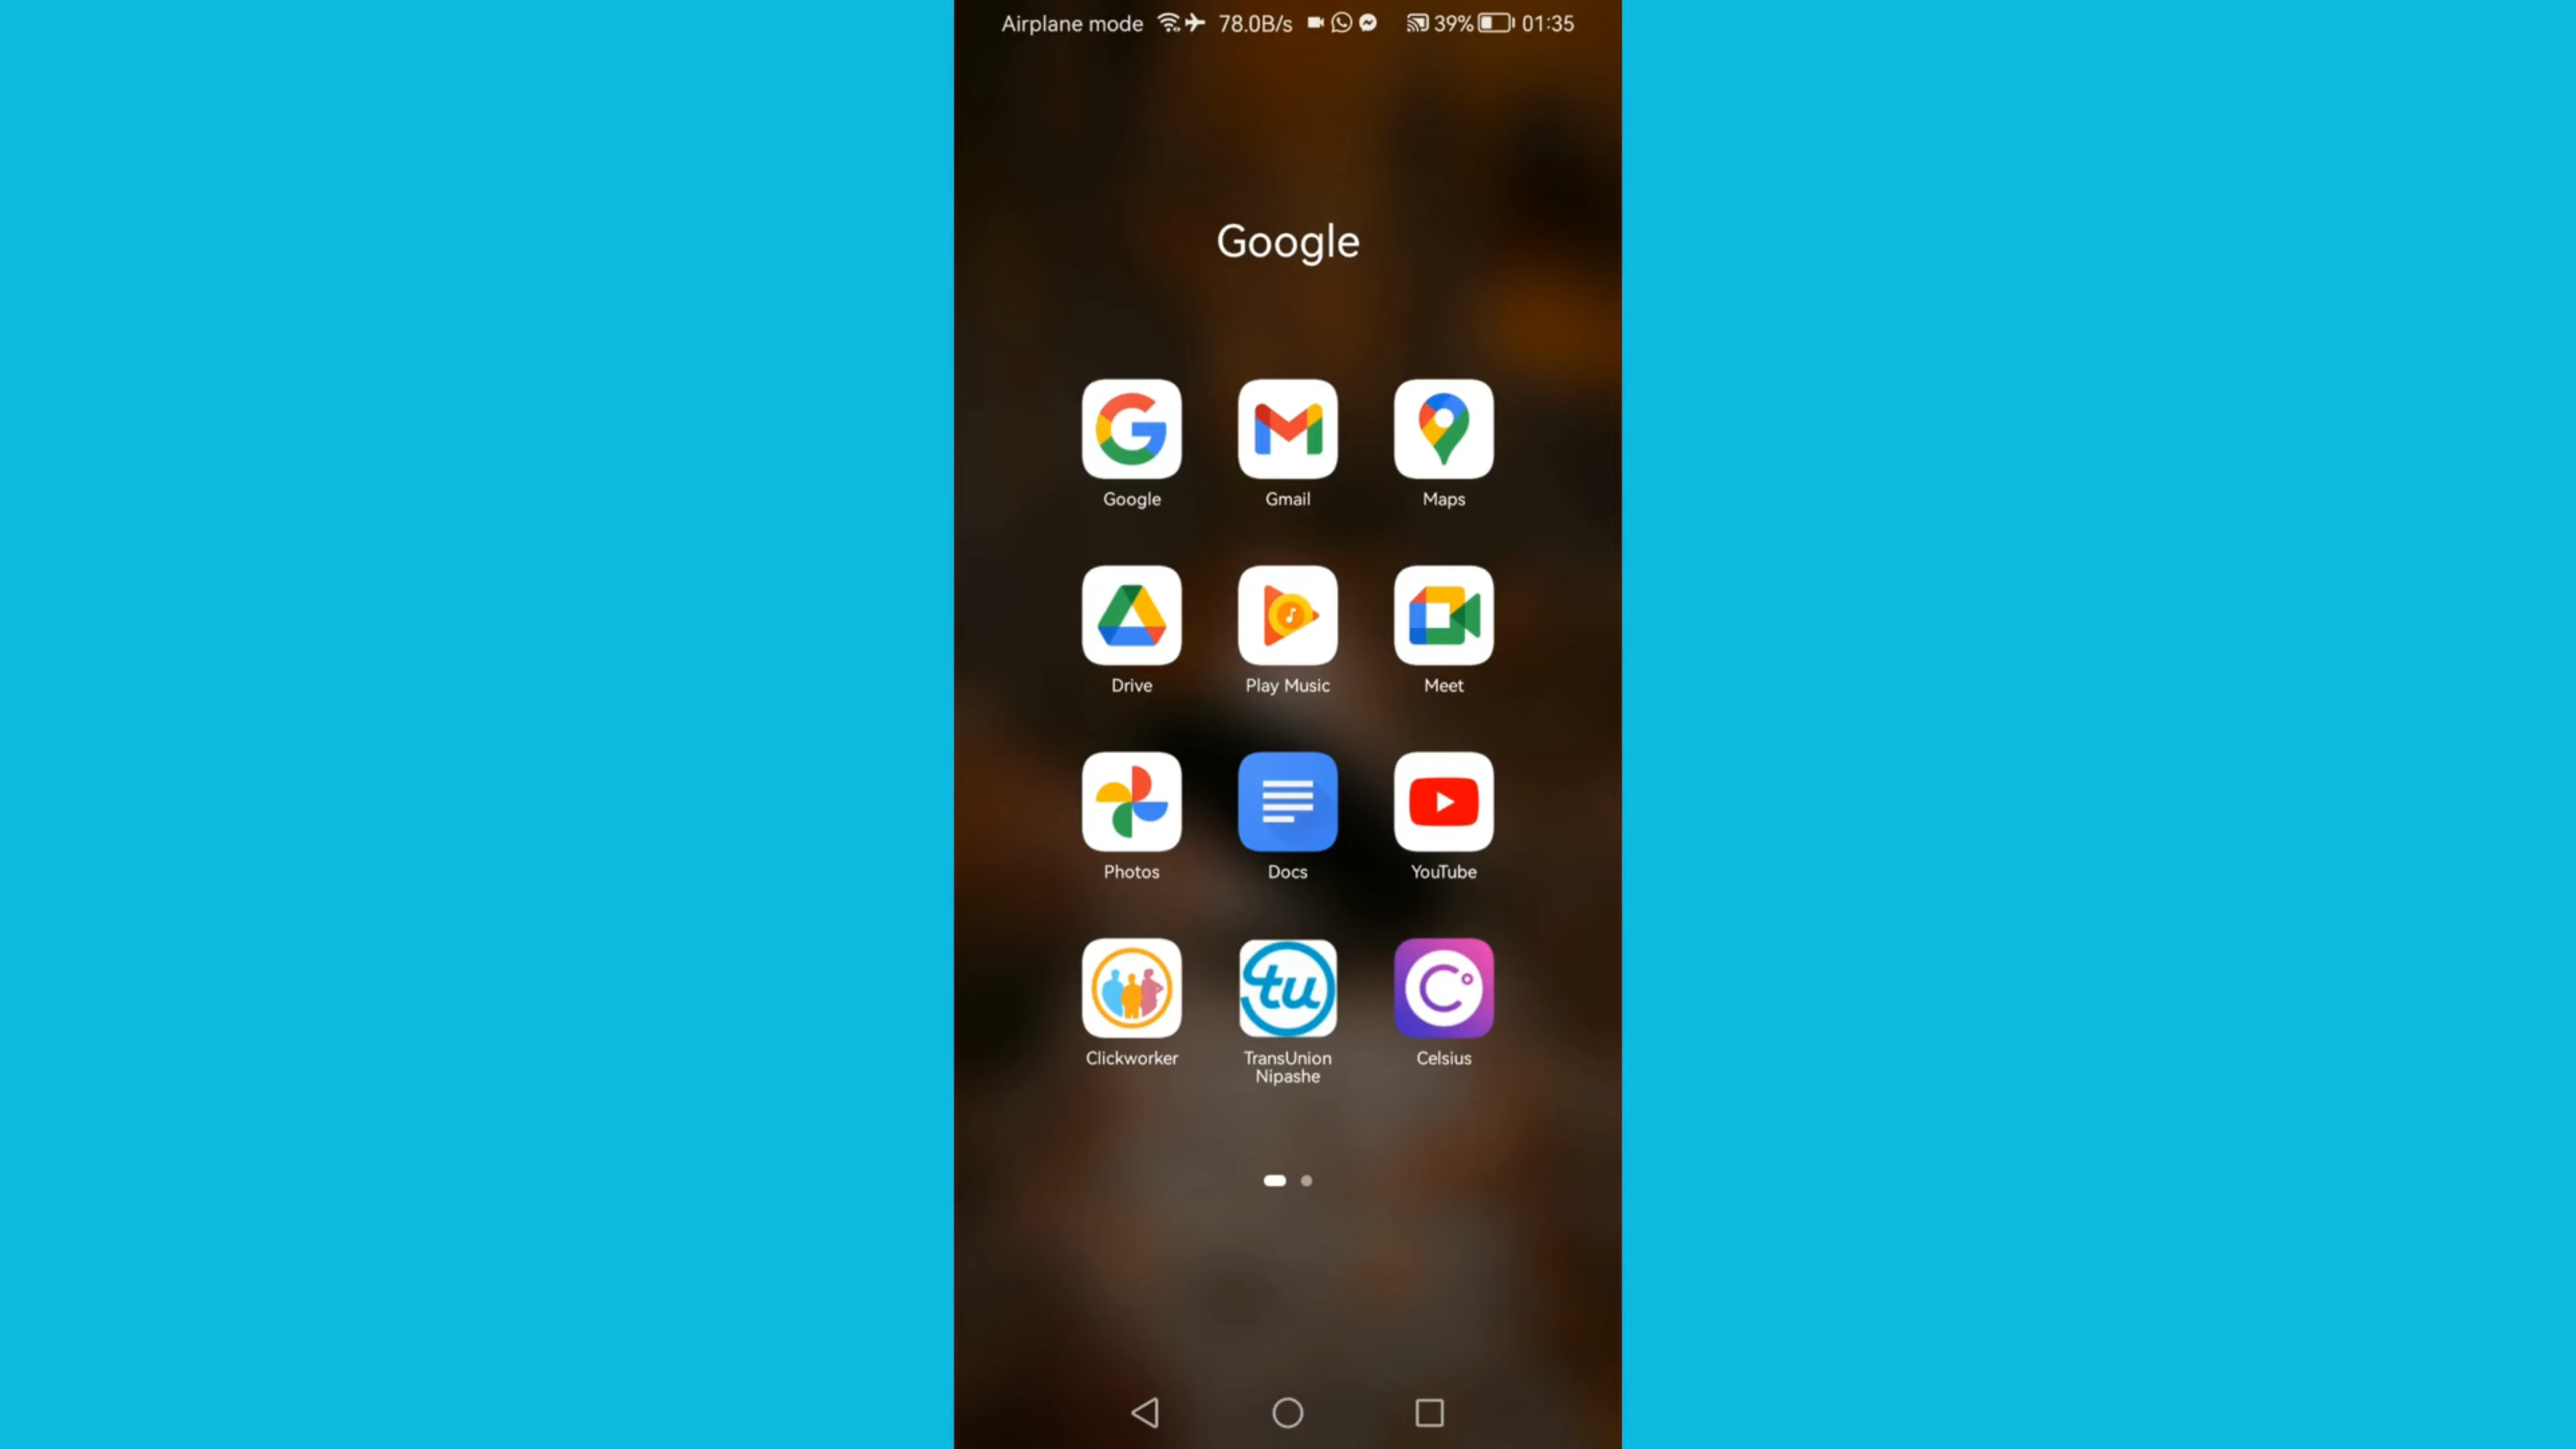 Airplane mode 78.0B/s 39% 01:35
Google
Google Gmail Maps
Drive Play Music Meet
Photos Docs YouTube
tu
Clickworker TransUnion Nipashe Celsius